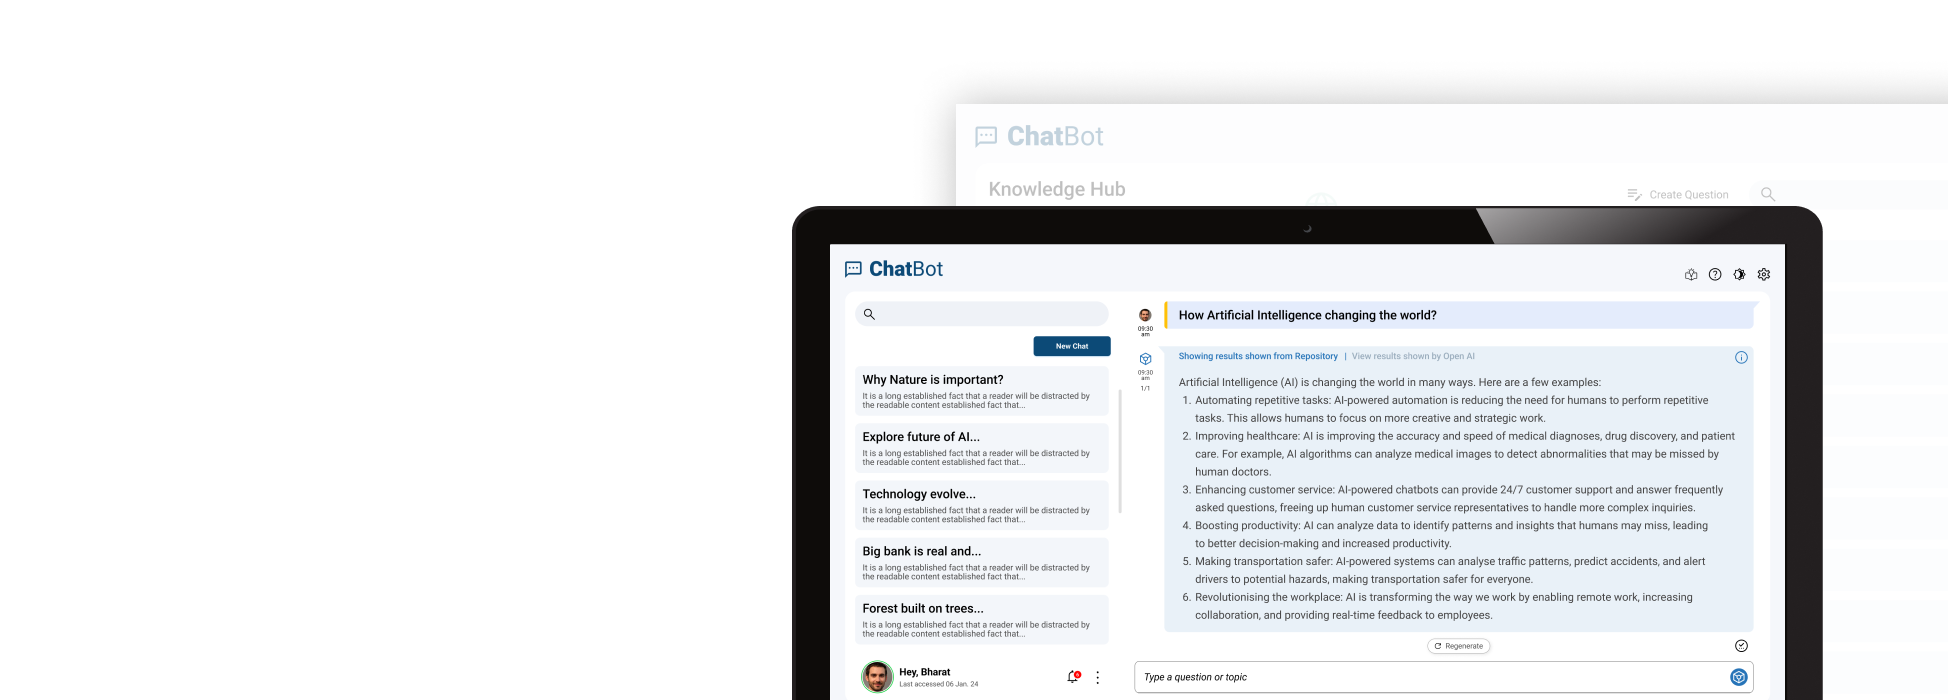 ChatBot
Knowledge Hub
Create Question
ChatBot
New Chat
Why Nature is important?
It is a long established fact that a reader will be distracted by
the readable content established fact that...
Explore future of AI...
It is a long established fact that a reader will be distracted by
the readable content established fact that...
Technology evolve...
It is a long established fact that a reader will be distracted by
the readable content established fact that...
Big bank is real and...
It is a long established fact that a reader will be distracted by
the readable content established fact that...
Forest built on trees...
It is a long established fact that a reader will be distracted by
the readable content established fact that...
Hey, Bharat
Last accessed 06 Jan. 24
09:30
am
How Artificial Intelligence changing the world?
09:30
am
1/1
Showing results shown from Repository | View results shown by Open AI
Artificial Intelligence (AI) is changing the world in many ways. Here are a few examples:
1. Automating repetitive tasks: AI-powered automation is reducing the need for humans to perform repetitive
tasks. This allows humans to focus on more creative and strategic work.
2. Improving healthcare: AI is improving the accuracy and speed of medical diagnoses, drug discovery, and patient
care. For example, AI algorithms can analyze medical images to detect abnormalities that may be missed by
human doctors.
3. Enhancing customer service: AI-powered chatbots can provide 24/7 customer support and answer frequently
asked questions, freeing up human customer service representatives to handle more complex inquiries.
4. Boosting productivity: AI can analyze data to identify patterns and insights that humans may miss, leading
to better decision-making and increased productivity.
5. Making transportation safer: AI-powered systems can analyse traffic patterns, predict accidents, and alert
drivers to potential hazards, making transportation safer for everyone.
6. Revolutionising the workplace: AI is transforming the way we work by enabling remote work, increasing
collaboration, and providing real-time feedback to employees.
Regenerate
Type a question or topic